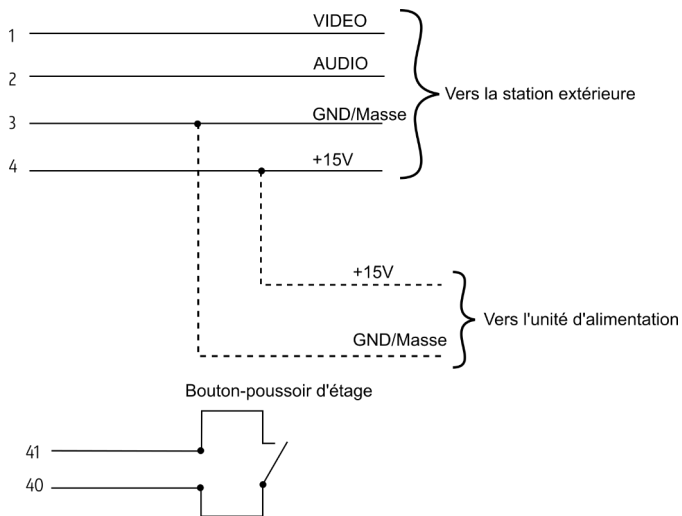 1 VIDEO
2 AUDIO
Vers la station extérieure
3 GND/Masse
4 +15V
+15V
Vers l'unité d'alimentation
GND/Masse
Bouton-poussoir d'étage
41
40